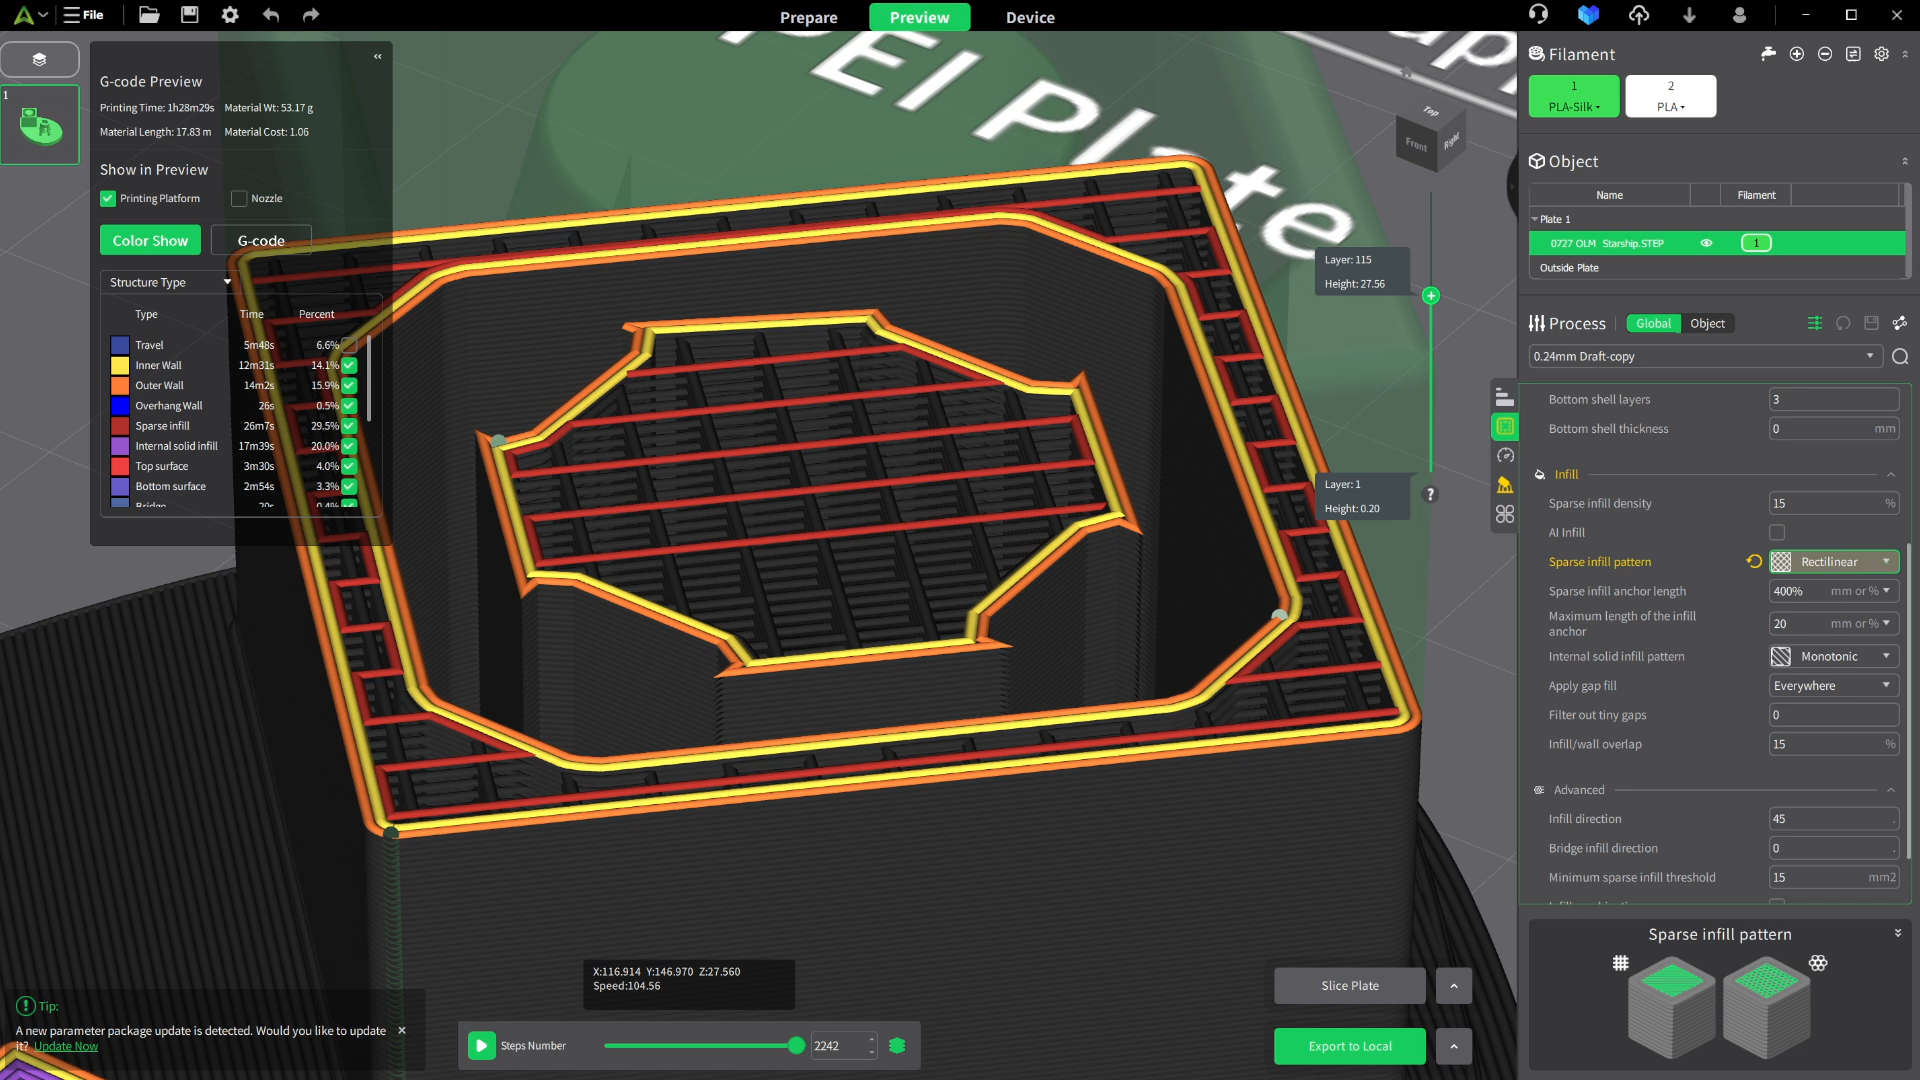 File
Prepare
Preview
Device
1
G-code Preview
Printing Time: 1h28m29s Material Wt: 53.17 g
Material Length: 17.83 m Material Cost: 1.06
Show in Preview
Printing Platform
Nozzle
Color Show
G-code
Structure Type
Type Time Percent
Travel 5m48s 6.6%
Inner Wall 12m31s 14.1%
Outer Wall 14m2s 15.9%
Overhang Wall 26s 0.5%
Sparse infill 26m7s 29.5%
Internal solid infill 17m39s 20.0%
Top surface 3m30s 4.0%
Bottom surface 2m54s 3.3%
Bridge 20s 0.4%
PEI Plate
Top
Front
Right
Layer: 115
Height: 27.56
Layer: 1
Height: 0.20
?
X:116.914 Y:146.970 Z:27.560
Speed:104.56
Steps Number
2242
Tip:
A new parameter package update is detected. Would you like to update
it? Update Now
Slice Plate
Export to Local
Filament
1
PLA-Silk
2
PLA
Object
Name Filament
Plate 1
0727 OLM Starship.STEP 1
Outside Plate
Process
Global
Object
0.24mm Draft-copy
Bottom shell layers 3
Bottom shell thickness 0 mm
Infill
Sparse infill density 15 %
AI Infill
Sparse infill pattern Rectilinear
Sparse infill anchor length 400% mm or %
Maximum length of the infill
anchor 20 mm or %
Internal solid infill pattern Monotonic
Apply gap fill Everywhere
Filter out tiny gaps 0
Infill/wall overlap 15 %
Advanced
Infill direction 45
Bridge infill direction 0
Minimum sparse infill threshold 15 mm2
Sparse infill pattern